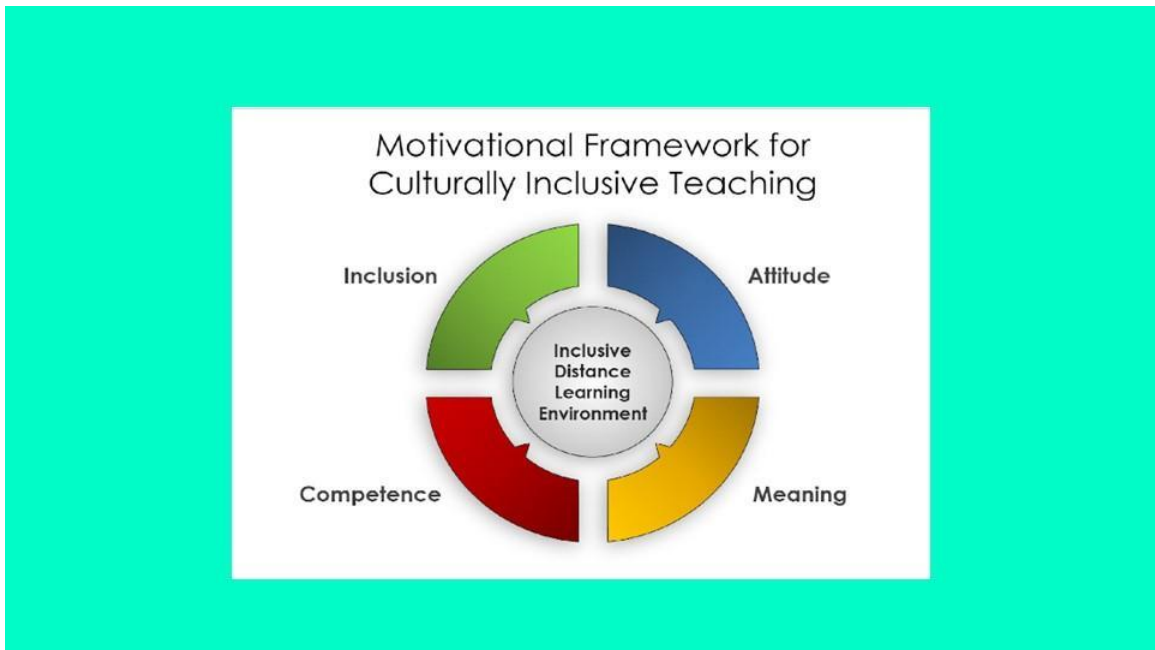 Motivational Framework for
Culturally Inclusive Teaching
Inclusion
Attitude
Inclusive
Distance
Learning
Environment
Competence
Meaning